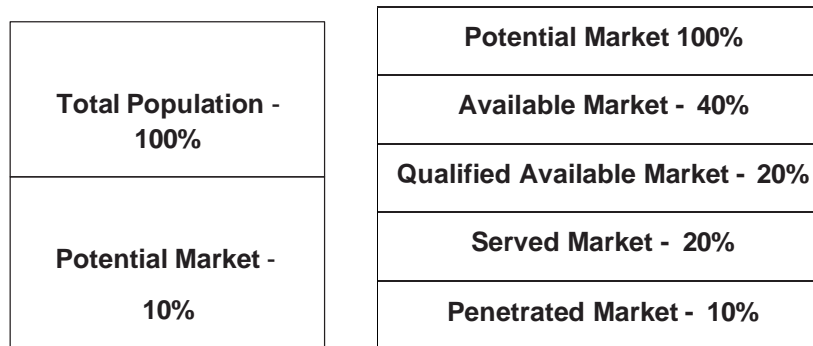 Total Population -
100%
Potential Market -
10%
Potential Market 100%
Available Market - 40%
Qualified Available Market - 20%
Served Market - 20%
Penetrated Market - 10%